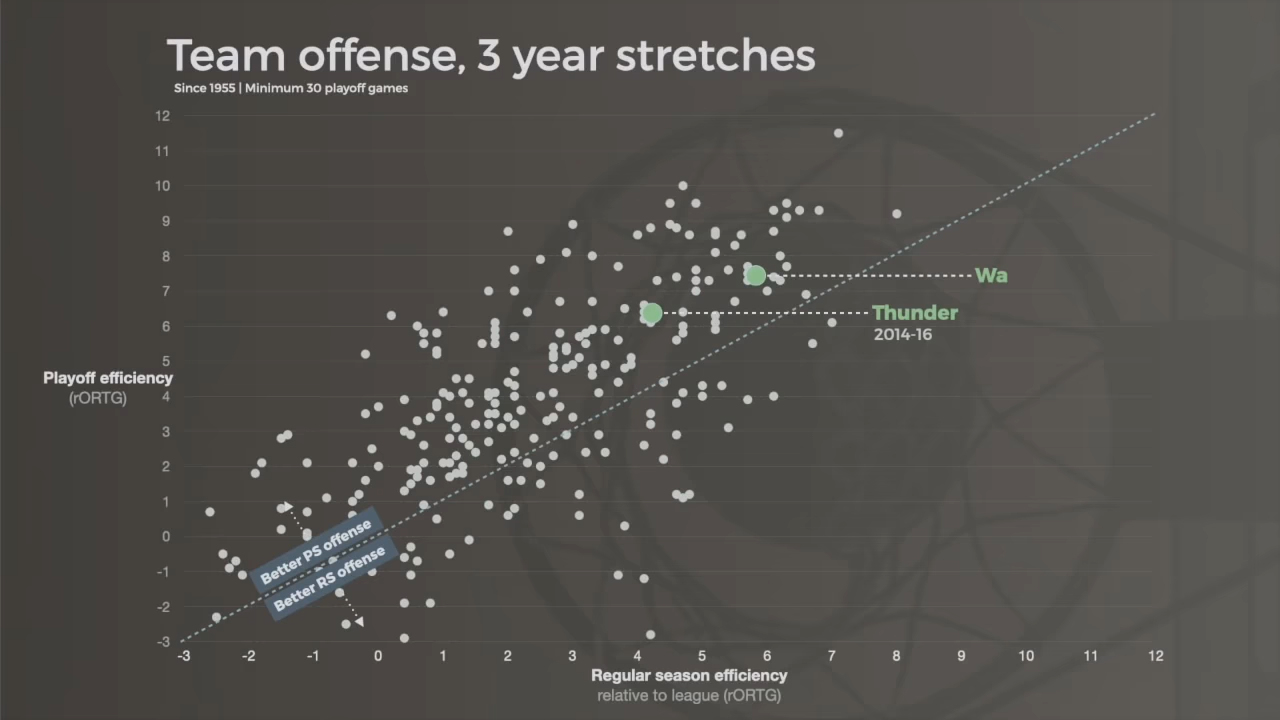 Team offense, 3 year stretches
Since 1955 | Minimum 30 playoff games
12
11
10
9
8
7
6
5
4
3
2
1
0
-1
-2
-3
Playoff efficiency
(rORTG)
Wa
Thunder
2014-16
Better PS offense
Better RS offense
-3 -2 -1 0 1 2 3 4 5 6 7 8 9 10 11 12
Regular season efficiency
relative to league (rORTG)